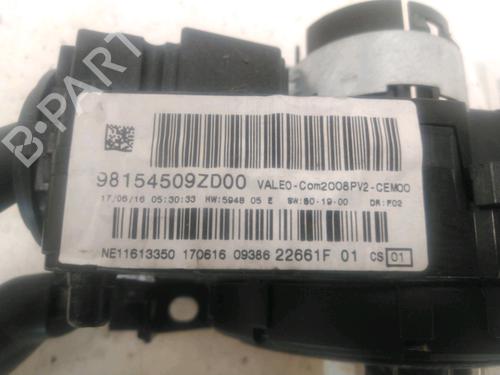 98154509ZD00 VALEO-Com2008PV2-CEM00
17/06/16 05:30:33 HW:5948 05 E SW:80-19-00 DR:F02
NE11613350 170616 09386 22661F 01 CS 01
B-PARTS